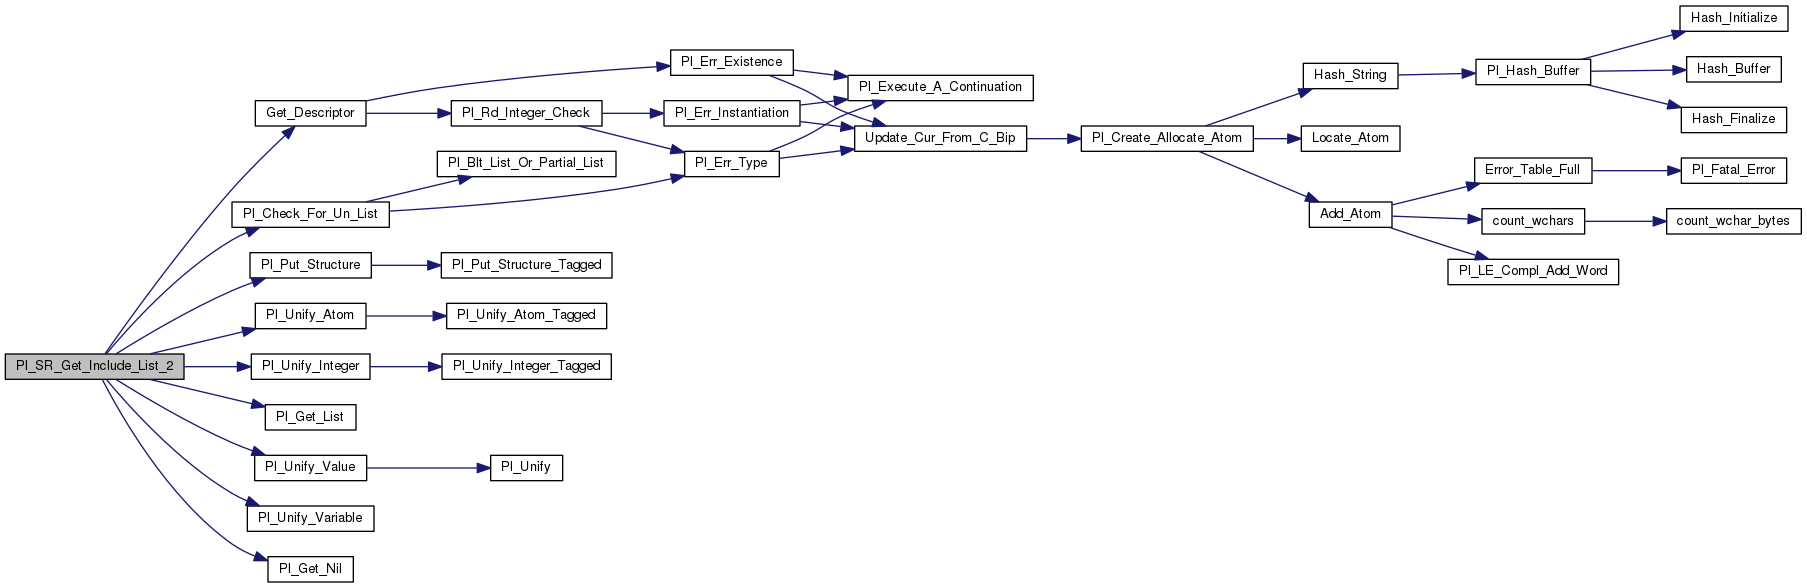 Hash_Initialize
Pl_Err_Existence
Hash_Buffer
Hash_String
Pl_Hash_Buffer
Pl_Execute_A_Continuation
Get_Descriptor
Pl_Rd_Integer_Check
Pl_Err_Instantiation
Hash_Finalize
Update_Cur_From_C_Bip
Pl_Create_Allocate_Atom
Locate_Atom
Pl_Blt_List_Or_Partial_List
Pl_Err_Type
Error_Table_Full
Pl_Fatal_Error
Pl_Check_For_Un_List
Add_Atom
count_wchars
count_wchar_bytes
Pl_Put_Structure
Pl_Put_Structure_Tagged
Pl_LE_Compl_Add_Word
Pl_Unify_Atom
Pl_Unify_Atom_Tagged
Pl_SR_Get_Include_List_2
Pl_Unify_Integer
Pl_Unify_Integer_Tagged
Pl_Get_List
Pl_Unify_Value
Pl_Unify
Pl_Unify_Variable
Pl_Get_Nil